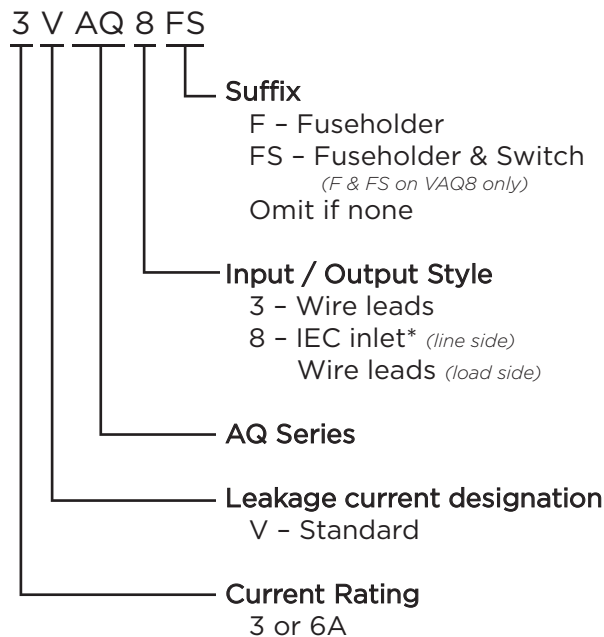 3 V AQ 8 FS
Suffix
F – Fuseholder
FS – Fuseholder & Switch
(F & FS on VAQ8 only)
Omit if none
Input / Output Style
3 – Wire leads
8 – IEC inlet* (line side)
Wire leads (load side)
AQ Series
Leakage current designation
V – Standard
Current Rating
3 or 6A